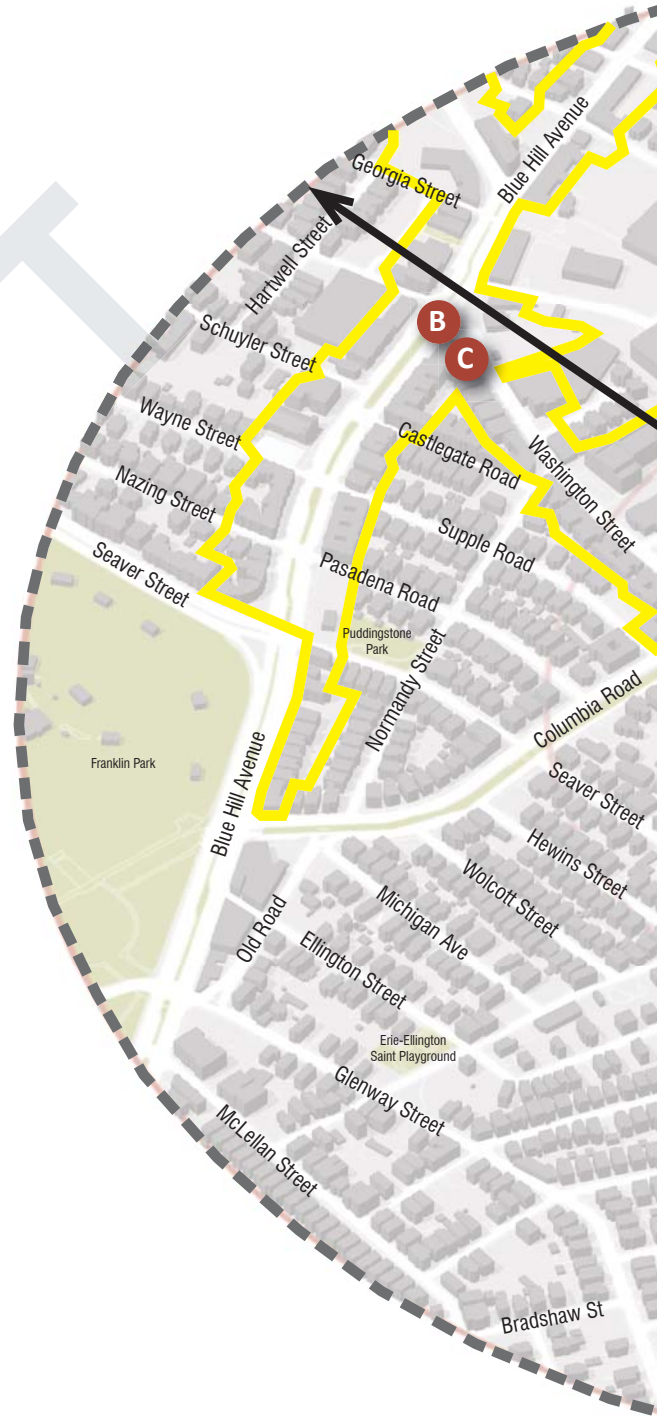 Blue Hill Avenue
Georgia Street
Hartwell Street
B
Schuyler Street
C
Wayne Street
Castlegate Road
Washington Street
Nazing Street
Supple Road
Seaver Street
Pasadena Road
Puddingstone
Park
Normandy Street
Columbia Road
Franklin Park
Blue Hill Avenue
Seaver Street
Hewins Street
Wolcott Street
Michigan Ave
Old Road
Ellington Street
Erie-Ellington
Saint Playground
Glenway Street
McLellan Street
Bradshaw St